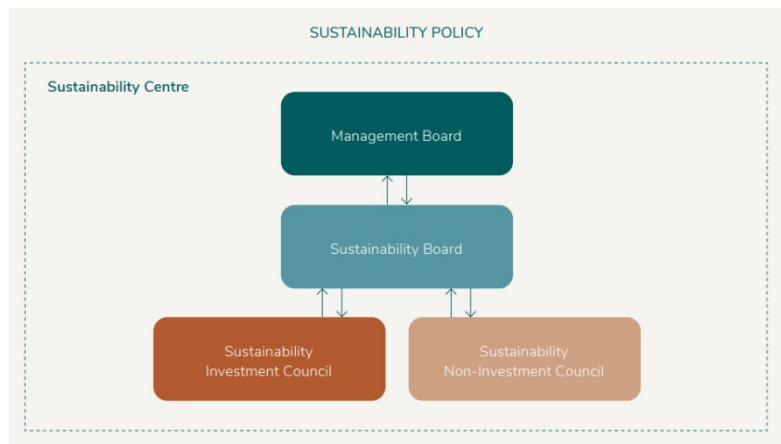 SUSTAINABILITY POLICY
Sustainability Centre
Management Board
Sustainability Board
Sustainability
Investment Council
Sustainability
Non-Investment Council